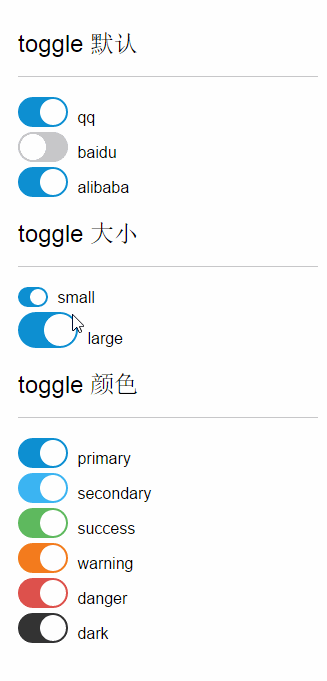 toggle 默认
qq
baidu
alibaba
toggle 大小
small
large
toggle 颜色
primary
secondary
success
warning
danger
dark